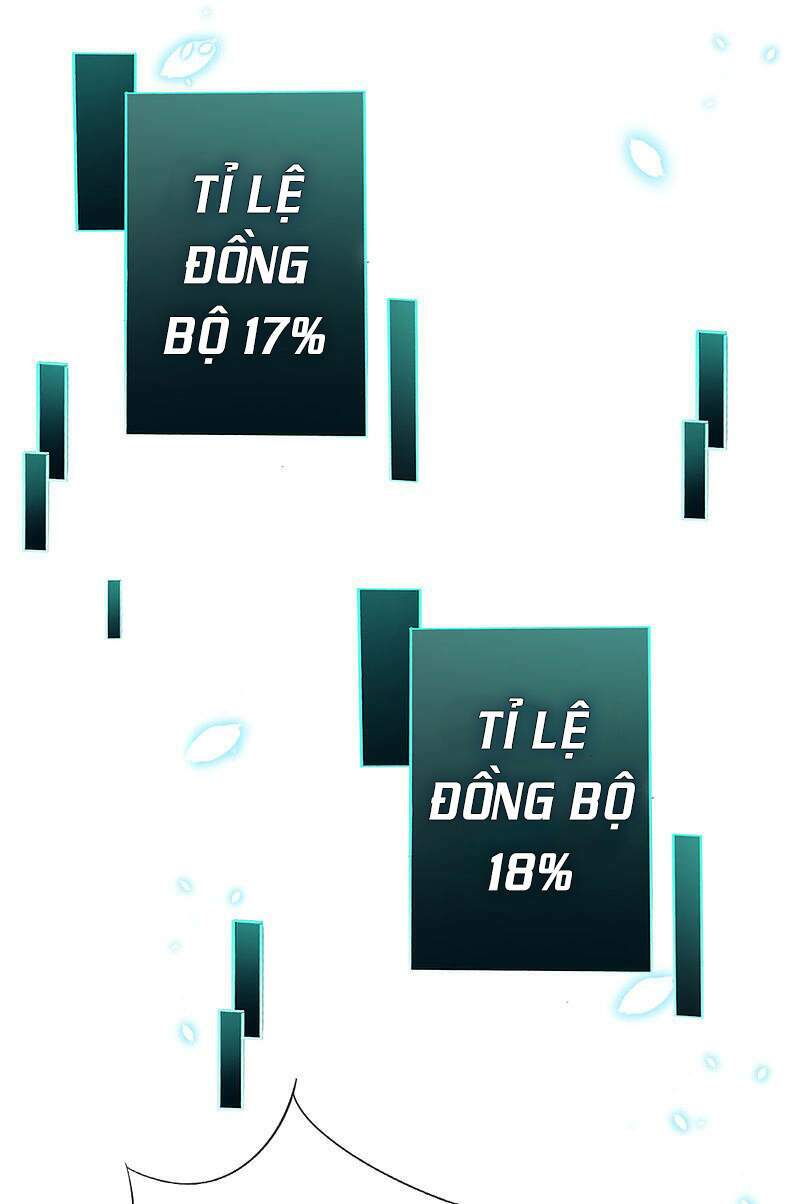 TỈ LỆ
ĐỒNG
BỘ 17%
TỈ LỆ
ĐỒNG BỘ
18%